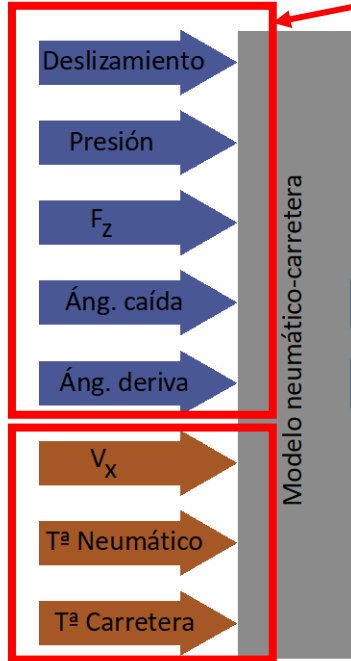 Deslizamiento
Presión
Fz
Áng. caída
Áng. deriva
Vx
Tª Neumático
Tª Carretera
Modelo neumático-carretera